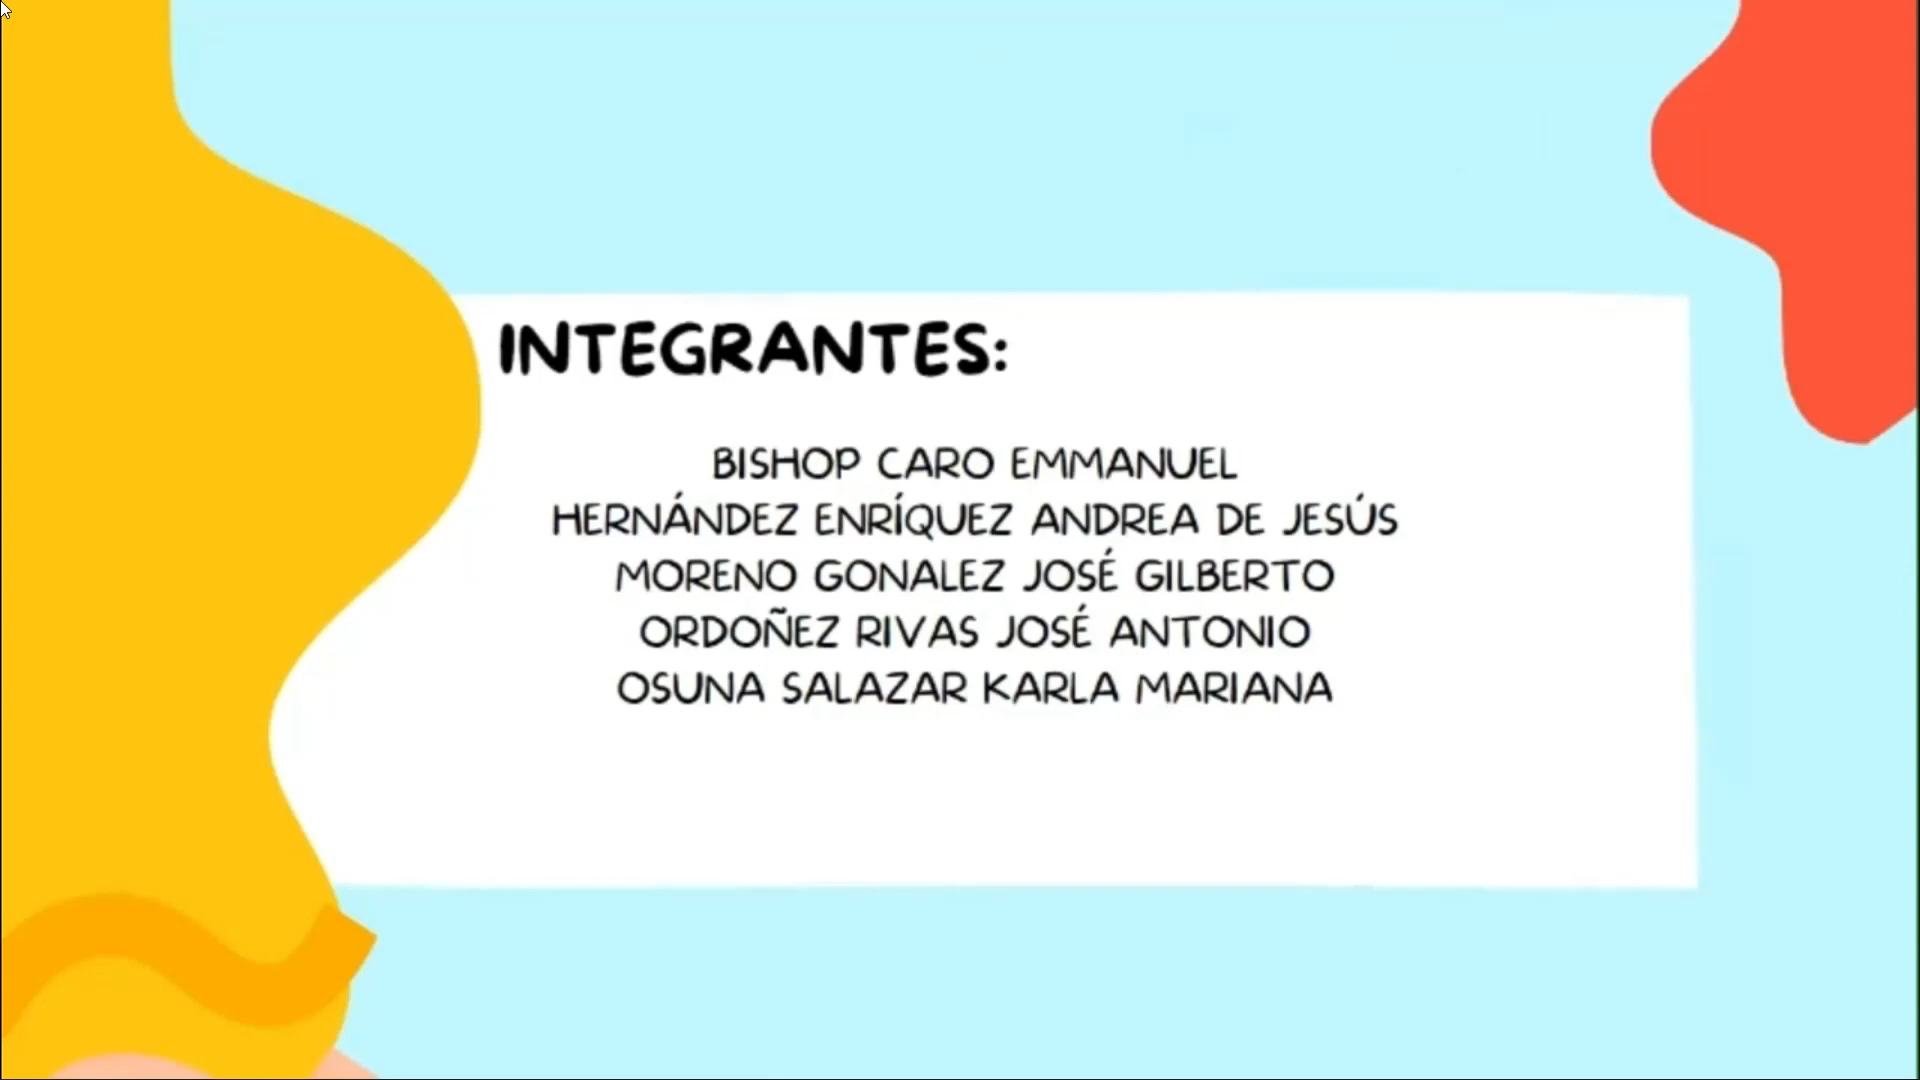 INTEGRANTES:
BISHOP CARO EMMANUEL
HERNÁNDEZ ENRÍQUEZ ANDREA DE JESÚS
MORENO GONALEZ JOSÉ GILBERTO
ORDOÑEZ RIVAS JOSÉ ANTONIO
OSUNA SALAZAR KARLA MARIANA